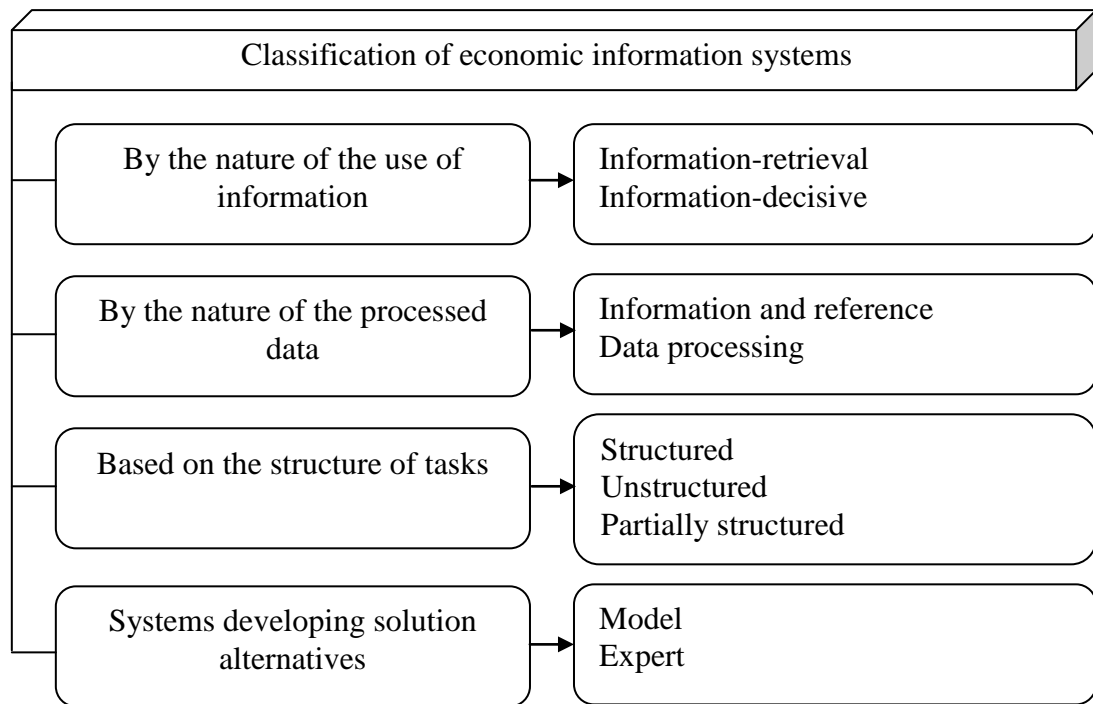 Classification of economic information systems
By the nature of the use of
information
Information-retrieval
Information-decisive
By the nature of the processed
data
Information and reference
Data processing
Based on the structure of tasks
Structured
Unstructured
Partially structured
Systems developing solution
alternatives
Model
Expert